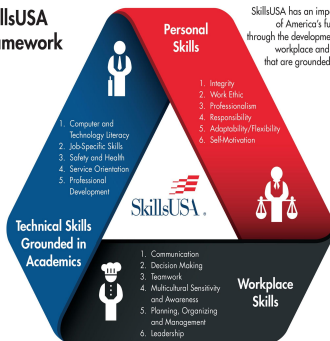 llsUSA
amework
SkillsUSA has an imp
of America's fu
through the developmen
workplace and
that are grounded
Personal
Skills
1. Integrity
2. Work Ethic
3. Professionalism
4. Responsibility
5. Adaptability/Flexibility
6. Self-Motivation
1. Computer and
Technology Literacy
2. Job-Specific Skills
3. Safety and Health
4. Service Orientation
5. Professional
Development
SkillsUSA
Technical Skills
Grounded in
Academics
1. Communication
2. Decision Making
3. Teamwork
4. Multicultural Sensitivity
and Awareness
5. Planning, Organizing
and Management
6. Leadership
Workplace
Skills